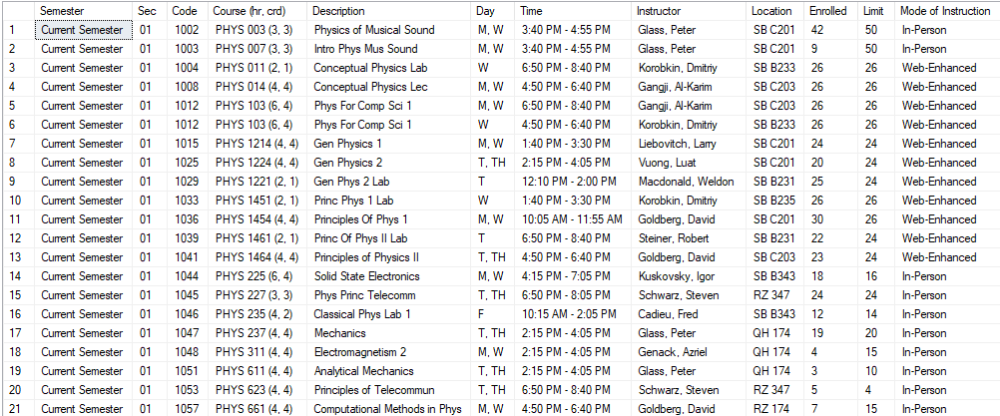 Semester Sec Code Course (hr, crd) Description Day Time Instructor Location Enrolled Limit Mode of Instruction
1 Current Semester 01 1002 PHYS 003 (3, 3) Physics of Musical Sound M, W 3:40 PM - 4:55 PM Glass, Peter SB C201 42 50 In-Person
2 Current Semester 01 1003 PHYS 007 (3, 3) Intro Phys Mus Sound M, W 3:40 PM - 4:55 PM Glass, Peter SB C201 9 50 In-Person
3 Current Semester 01 1004 PHYS 011 (2, 1) Conceptual Physics Lab W 6:50 PM - 8:40 PM Korobkin, Dmitriy SB B233 26 26 Web-Enhanced
4 Current Semester 01 1008 PHYS 014 (4, 4) Conceptual Physics Lec M, W 4:50 PM - 6:40 PM Gangji, Al-Karim SB C203 26 26 Web-Enhanced
5 Current Semester 01 1012 PHYS 103 (6, 4) Phys For Comp Sci 1 M, W 6:50 PM - 8:40 PM Gangji, Al-Karim SB C203 26 26 Web-Enhanced
6 Current Semester 01 1012 PHYS 103 (6, 4) Phys For Comp Sci 1 W 4:50 PM - 6:40 PM Korobkin, Dmitriy SB B233 26 26 Web-Enhanced
7 Current Semester 01 1015 PHYS 1214 (4, 4) Gen Physics 1 M, W 1:40 PM - 3:30 PM Liebovitch, Larry SB C201 24 24 Web-Enhanced
8 Current Semester 01 1025 PHYS 1224 (4, 4) Gen Physics 2 T, TH 2:15 PM - 4:05 PM Vuong, Luat SB C201 20 24 Web-Enhanced
9 Current Semester 01 1029 PHYS 1221 (2, 1) Gen Phys 2 Lab T 12:10 PM - 2:00 PM Macdonald, Weldon SB B231 25 24 Web-Enhanced
10 Current Semester 01 1033 PHYS 1451 (2, 1) Princ Phys 1 Lab W 1:40 PM - 3:30 PM Korobkin, Dmitriy SB B235 26 26 Web-Enhanced
11 Current Semester 01 1036 PHYS 1454 (4, 4) Principles Of Phys 1 M, W 10:05 AM - 11:55 AM Goldberg, David SB C201 30 26 Web-Enhanced
12 Current Semester 01 1039 PHYS 1461 (2, 1) Princ Of Phys II Lab T 6:50 PM - 8:40 PM Steiner, Robert SB B231 22 24 Web-Enhanced
13 Current Semester 01 1041 PHYS 1464 (4, 4) Principles of Physics II T, TH 4:50 PM - 6:40 PM Goldberg, David SB C203 23 24 Web-Enhanced
14 Current Semester 01 1044 PHYS 225 (6, 4) Solid State Electronics M, W 4:15 PM - 7:05 PM Kuskovsky, Igor SB B343 18 16 In-Person
15 Current Semester 01 1045 PHYS 227 (3, 3) Phys Princ Telecomm T, TH 6:50 PM - 8:05 PM Schwarz, Steven RZ 347 24 24 In-Person
16 Current Semester 01 1046 PHYS 235 (4, 2) Classical Phys Lab 1 F 10:15 AM - 2:05 PM Cadieu, Fred SB B343 12 14 In-Person
17 Current Semester 01 1047 PHYS 237 (4, 4) Mechanics T, TH 2:15 PM - 4:05 PM Glass, Peter QH 174 19 20 In-Person
18 Current Semester 01 1048 PHYS 311 (4, 4) Electromagnetism 2 M, W 2:15 PM - 4:05 PM Genack, Azriel QH 174 4 15 In-Person
19 Current Semester 01 1051 PHYS 611 (4, 4) Analytical Mechanics T, TH 2:15 PM - 4:05 PM Glass, Peter QH 174 3 10 In-Person
20 Current Semester 01 1053 PHYS 623 (4, 4) Principles of Telecommun T, TH 6:50 PM - 8:40 PM Schwarz, Steven RZ 347 5 4 In-Person
21 Current Semester 01 1057 PHYS 661 (4, 4) Computational Methods in Phys M, W 4:50 PM - 6:40 PM Goldberg, David RZ 174 7 15 In-Person